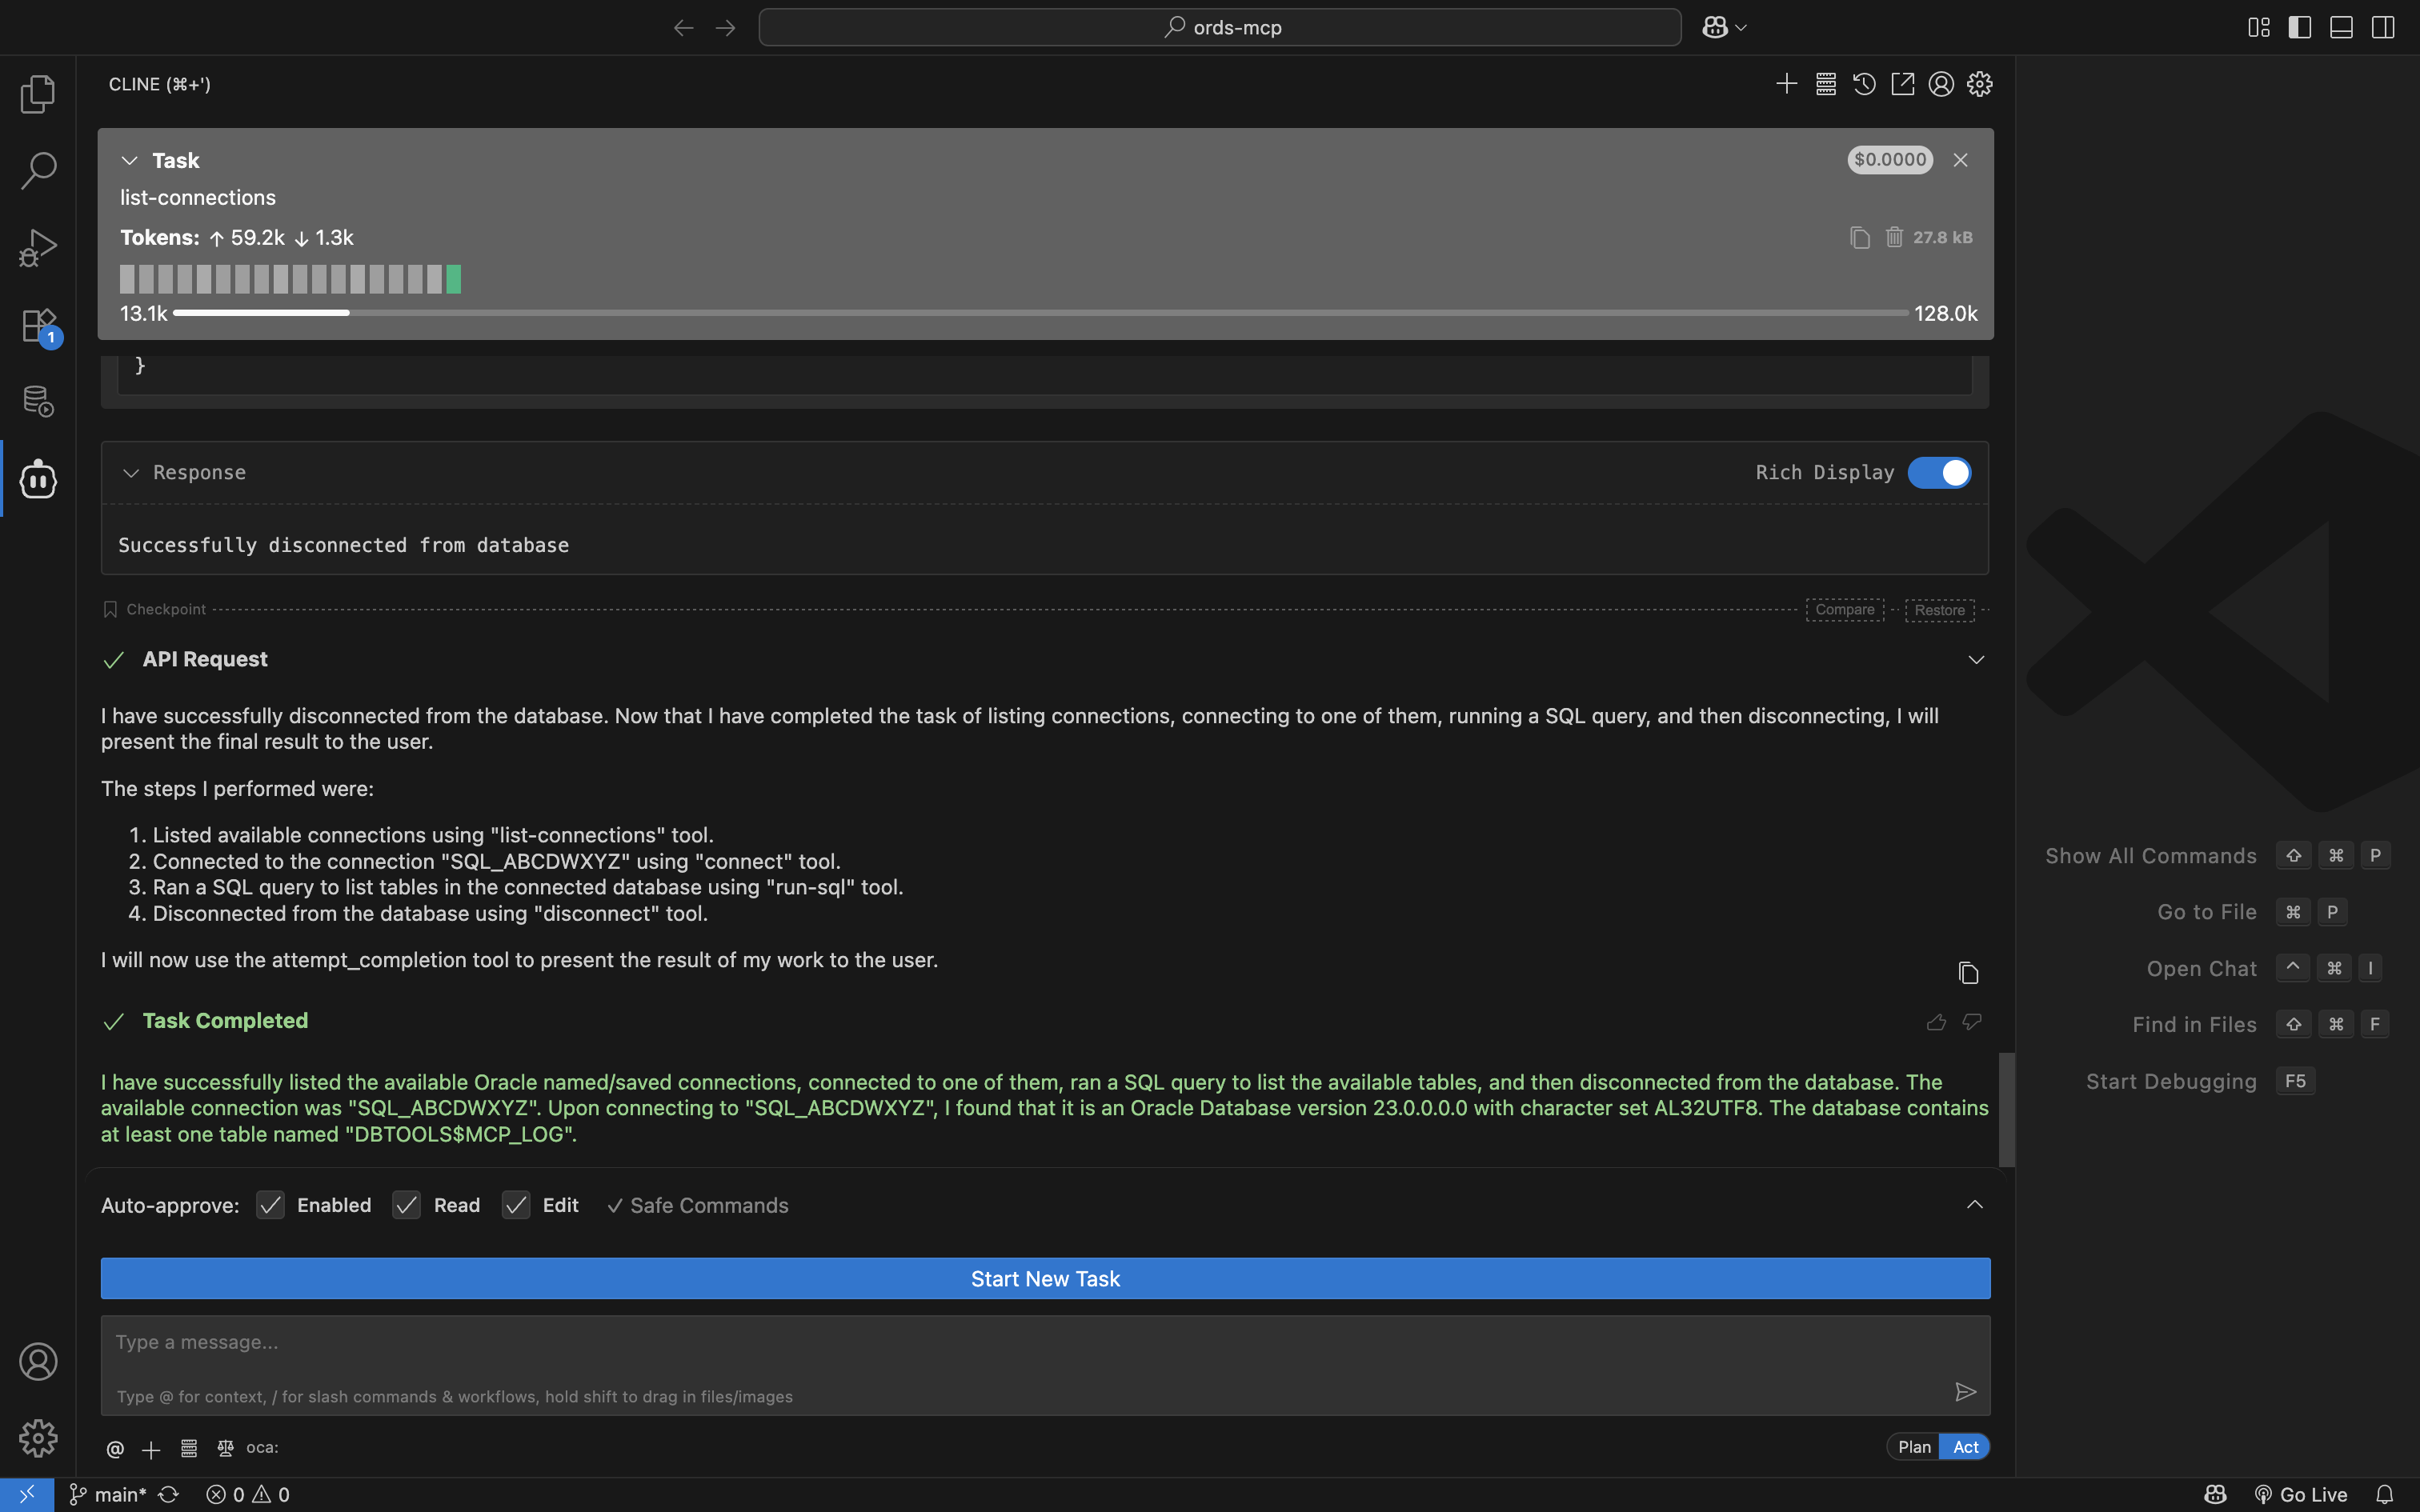 ords-mcp
CLINE (⌘+')
Task
$0.0000
list-connections
Tokens: ↑ 59.2k ↓ 1.3k
27.8 kB
13.1k
128.0k
}
Response
Rich Display
Successfully disconnected from database
Checkpoint
Compare
Restore
API Request
I have successfully disconnected from the database. Now that I have completed the task of listing connections, connecting to one of them, running a SQL query, and then disconnecting, I will
present the final result to the user.
The steps I performed were:
1. Listed available connections using "list-connections" tool.
2. Connected to the connection "SQL_ABCDWXYZ" using "connect" tool.
3. Ran a SQL query to list tables in the connected database using "run-sql" tool.
4. Disconnected from the database using "disconnect" tool.
I will now use the attempt_completion tool to present the result of my work to the user.
Task Completed
I have successfully listed the available Oracle named/saved connections, connected to one of them, ran a SQL query to list the available tables, and then disconnected from the database. The
available connection was "SQL_ABCDWXYZ". Upon connecting to "SQL_ABCDWXYZ", I found that it is an Oracle Database version 23.0.0.0.0 with character set AL32UTF8. The database contains
at least one table named "DBTOOLS$MCP_LOG".
Auto-approve: Enabled Read Edit ✓ Safe Commands
Start New Task
Type a message...
Type @ for context, / for slash commands & workflows, hold shift to drag in files/images
@ oca:
Plan Act
1
Show All Commands ⇧ ⌘ P
Go to File ⌘ P
Open Chat ^ ⌘ I
Find in Files ⇧ ⌘ F
Start Debugging F5
main* 0 0
Go Live